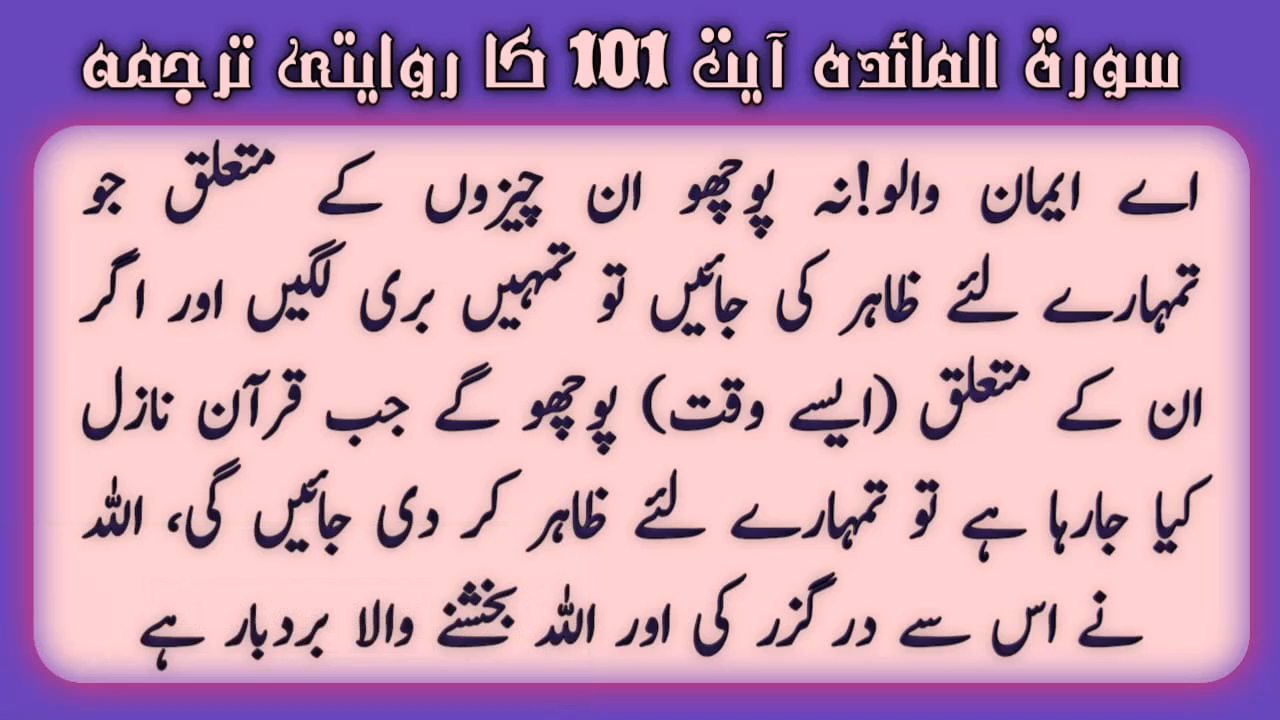 سورة المائدہ آیت 101 کا روایتی ترجمہ
اے ایمان والو!نہ پوچھو ان چیزوں کے متعلق جو
تمہارے لئے ظاہر کی جائیں تو تمہیں بری لگیں اور اگر
ان کے متعلق (ایسے وقت) پوچھو گے جب قرآن نازل
کیا جارہا ہے تو تمہارے لئے ظاہر کر دی جائیں گی، اللہ
نے اس سے درگزر کی اور اللہ بخشنے والا بردبار ہے